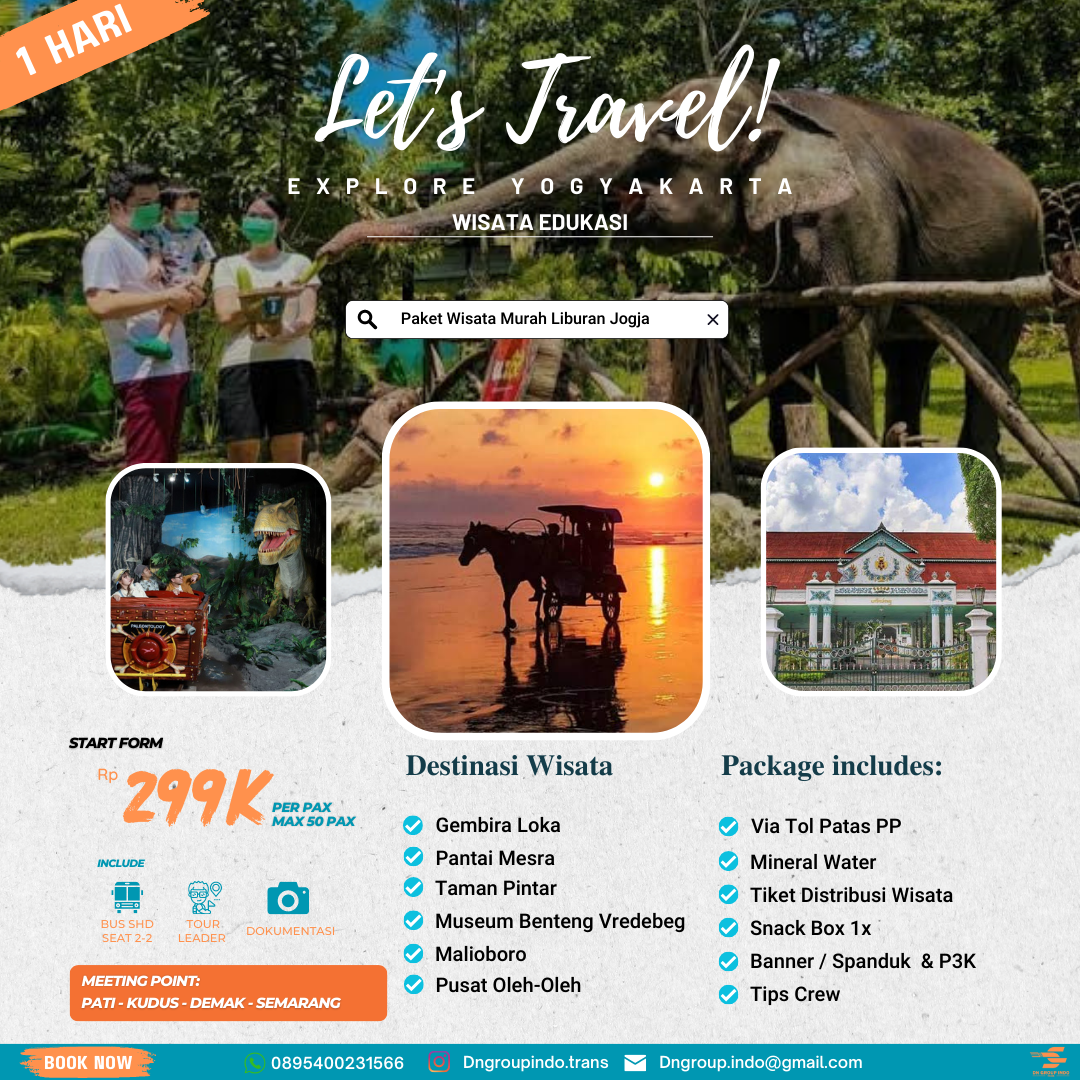 1 HARI
Let's Travel!
EXPLORE YOGYAKARTA
WISATA EDUKASI
Paket Wisata Murah Liburan Jogja
PALEONTOLOGY
START FORM
Rp 299K
PER PAX
MAX 50 PAX
INCLUDE
BUS SHD
SEAT 2-2
TOUR
LEADER
DOKUMENTASI
MEETING POINT:
PATI - KUDUS - DEMAK - SEMARANG
Destinasi Wisata
Gembira Loka
Pantai Mesra
Taman Pintar
Museum Benteng Vredebeg
Malioboro
Pusat Oleh-Oleh
Package includes:
Via Tol Patas PP
Mineral Water
Tiket Distribusi Wisata
Snack Box 1x
Banner / Spanduk & P3K
Tips Crew
BOOK NOW
0895400231566
Dngroupindo.trans
Dngroup.indo@gmail.com
DN GROUP INDO